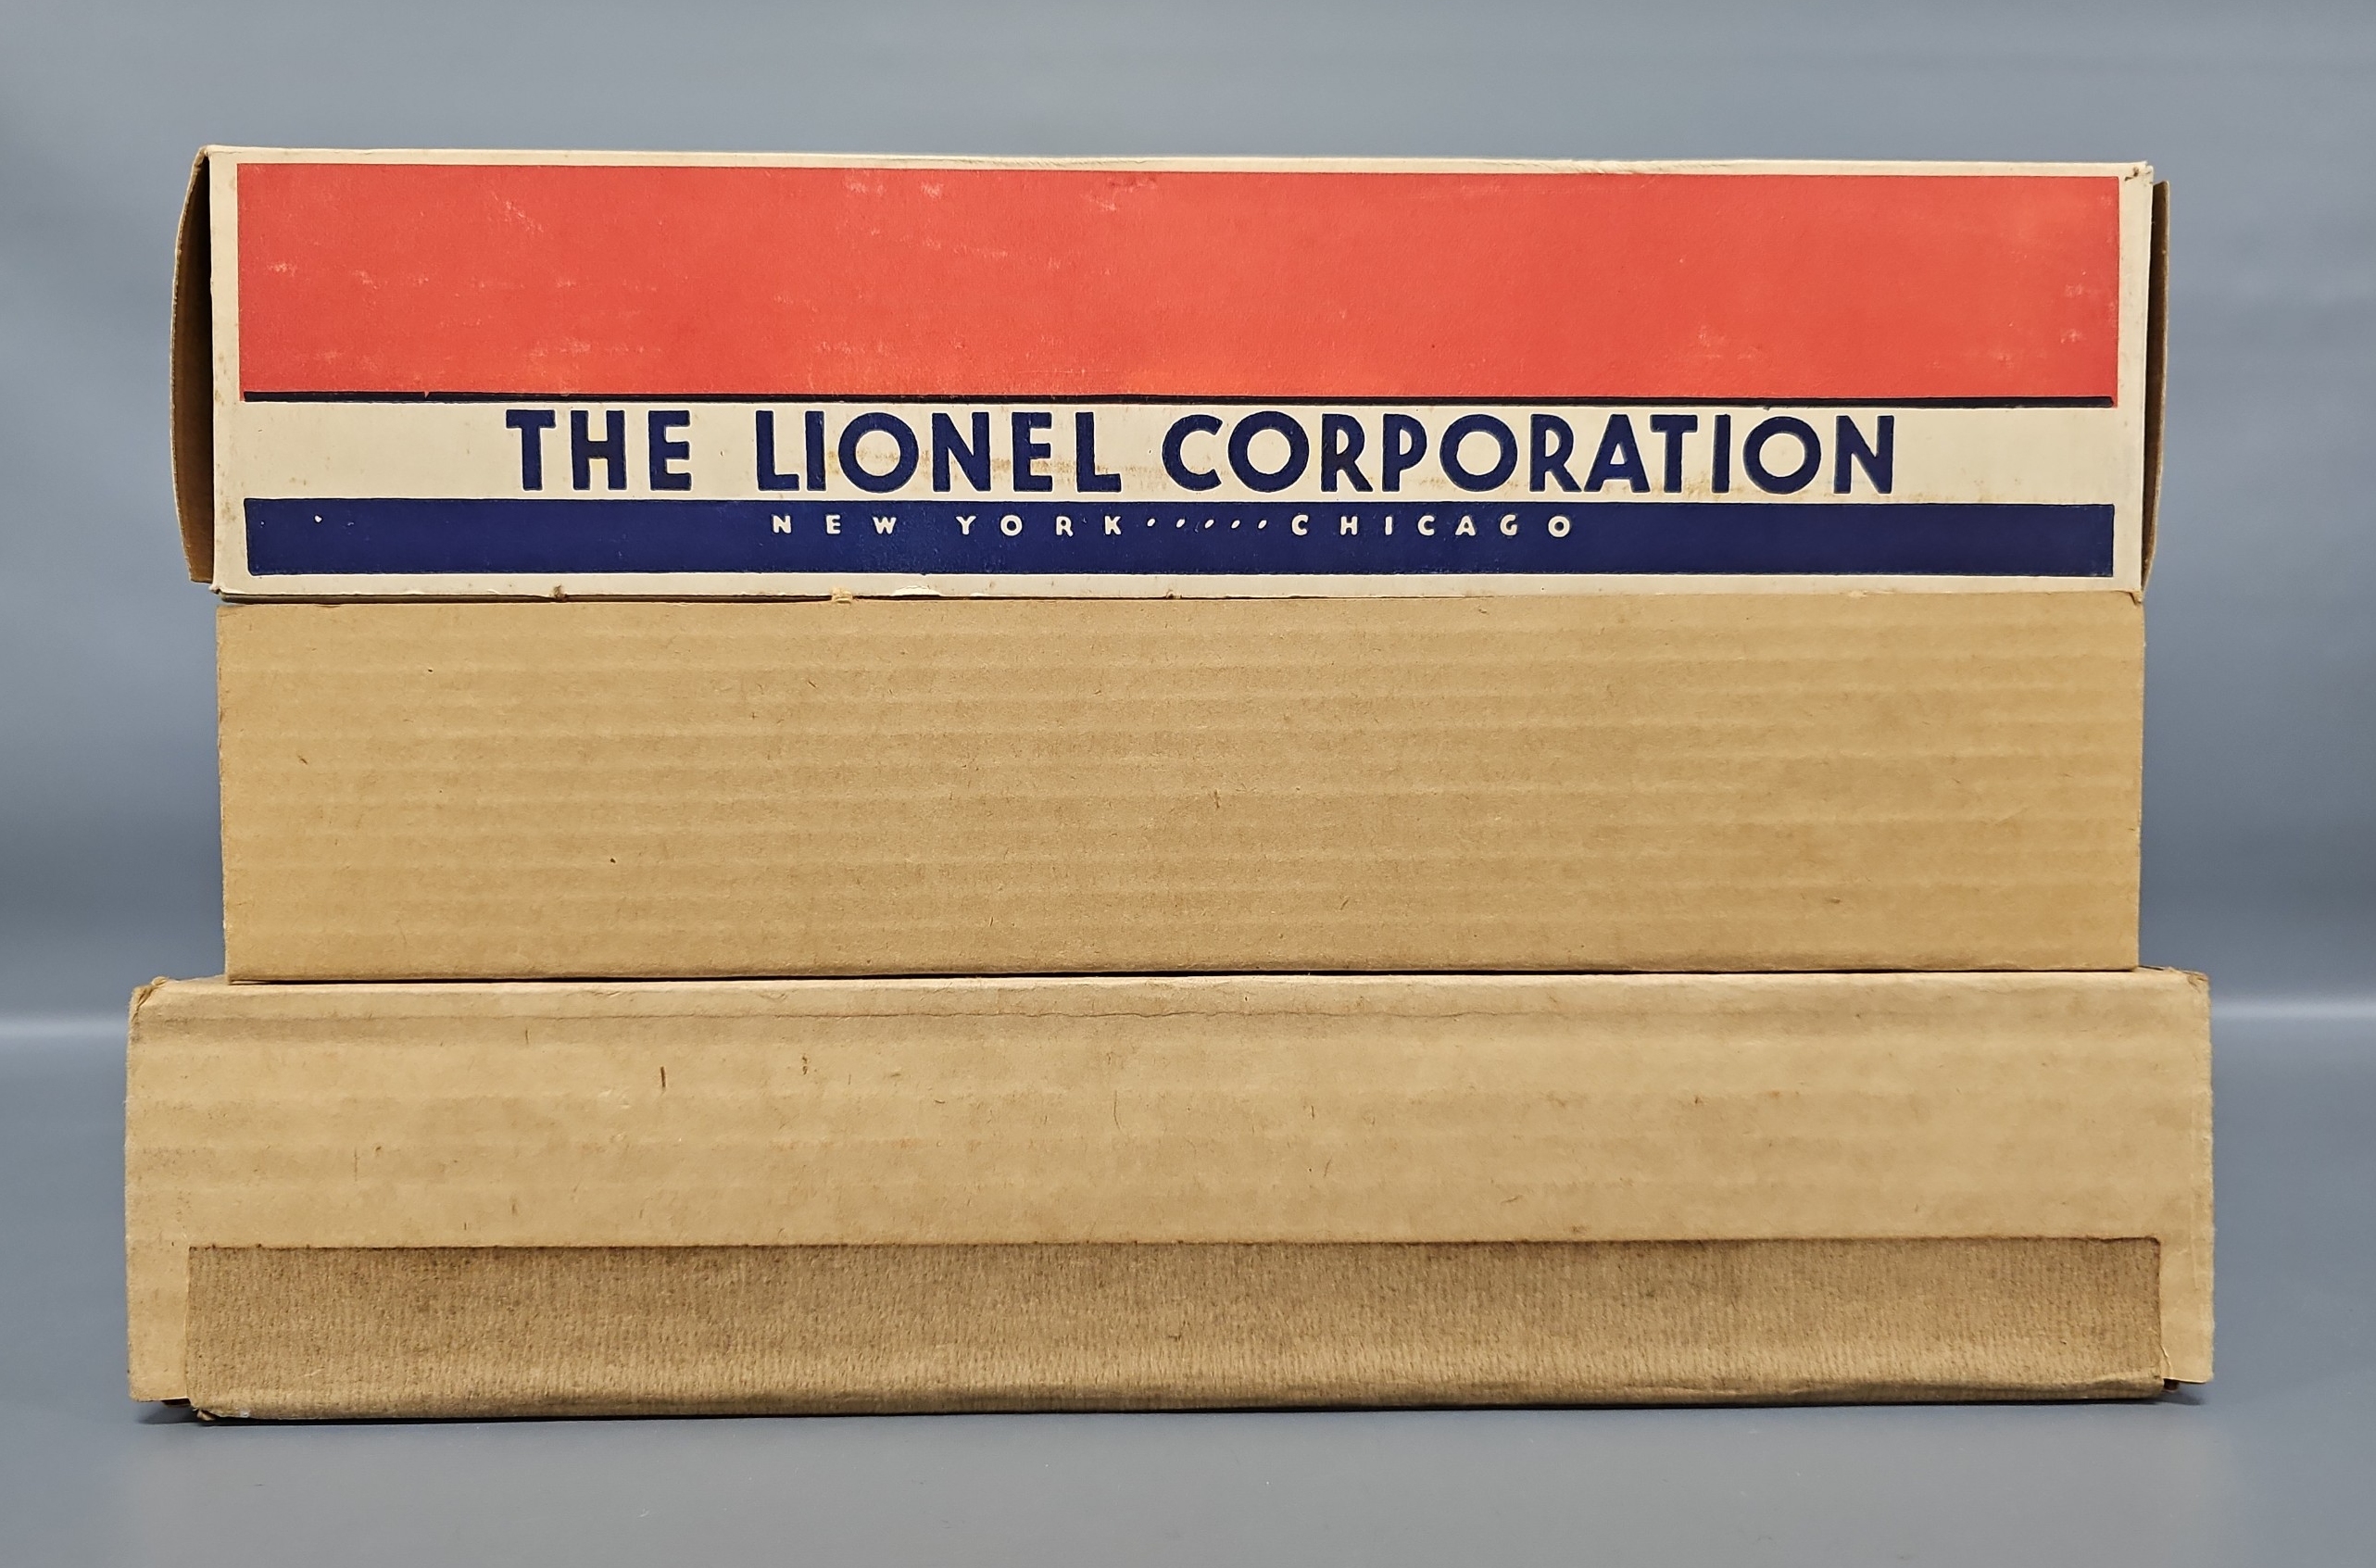 THE LIONEL CORPORATION
NEW YORK······CHICAGO